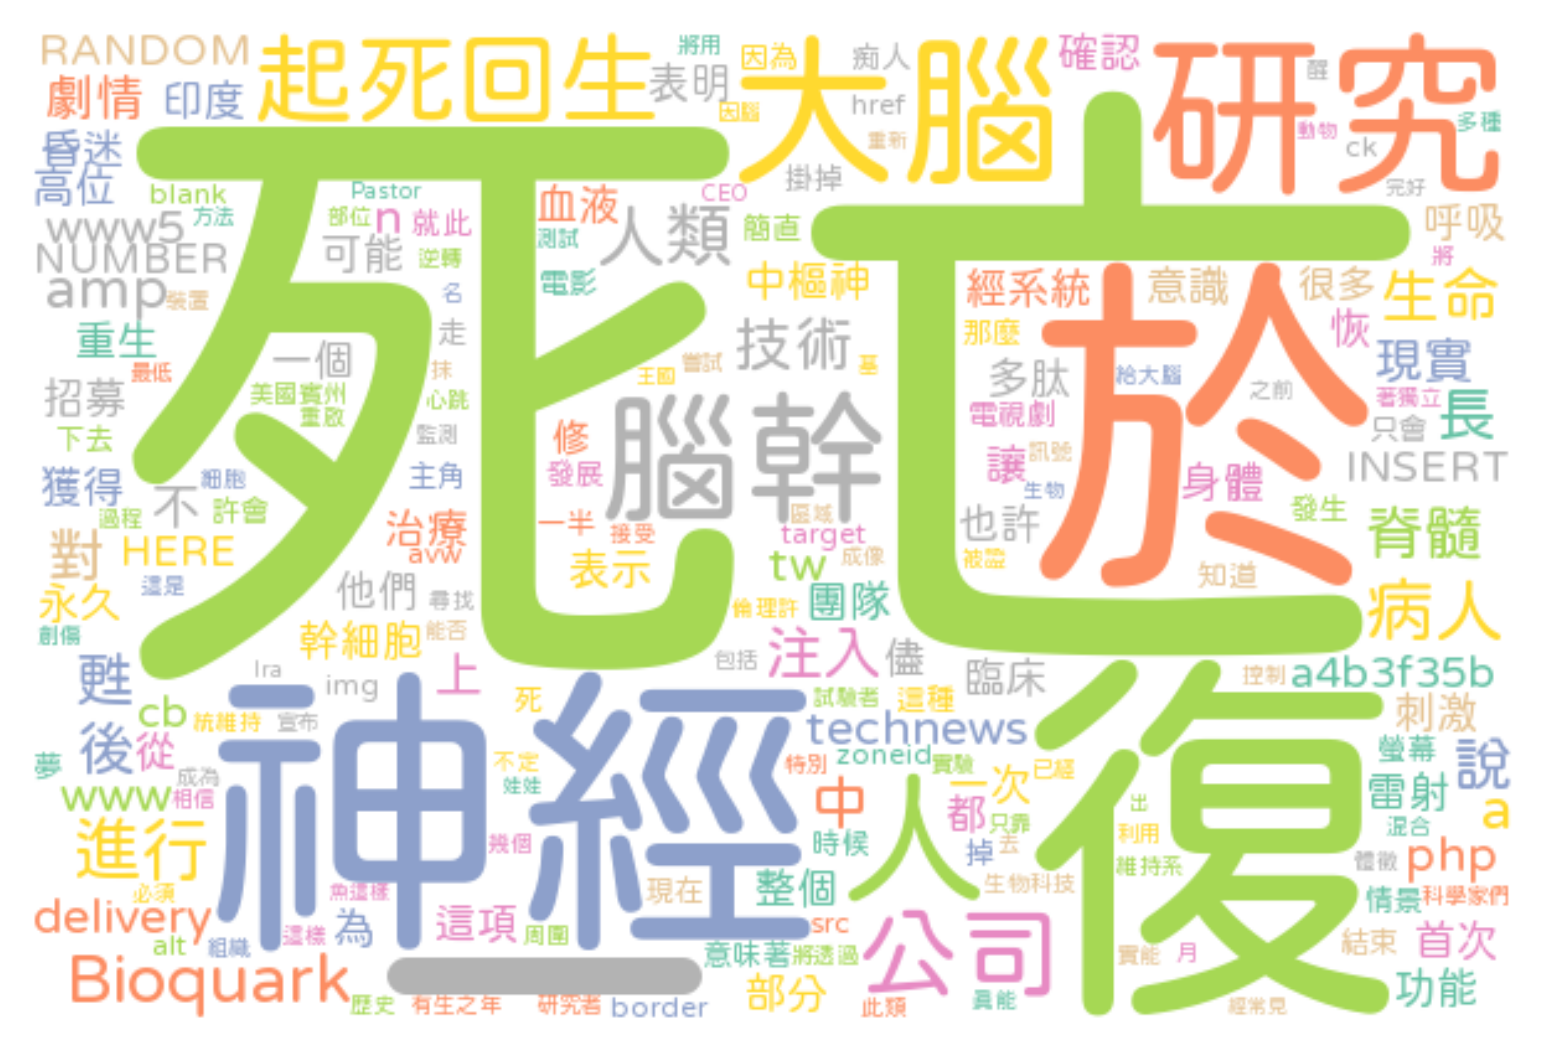 RANDOM
起死回生
將用
表明
因為
大腦
痴人
確認
研究
醒
劇情
印度
因腦
href
重新
動物
多種
ck
昏迷
死亡
掛掉
完好
高位
blank
Pastor
血液
CEO
www5
方法
部位
n
就此
人類
簡直
呼吸
NUMBER
可能
逆轉
測試
將
amp
裝置
名
電影
中樞神
經系統
意識
很多
生命
重生
走
技術
那麼
於
恢
現實
最低
一個
抹
王國
嘗試
基
多肽
給大腦
之前
招募
美國賓州
心跳
腦幹
電視劇
著獨立
長
重啟
下去
監測
修
只會
獲得
細胞
主角
發展
讓
訊號
身體
INSERT
過程
不
許會
生物
對
HERE
治療
一半
接受
區域
target
也許
發生
脊髓
avw
表示
tw
成像
被證
知道
這是
永久
他們
尋找
倫理許
團隊
病人
創傷
幹細胞
能否
甦
lra
img
上
包括
注入
儘
臨床
控制
a4b3f35b
cb
統維持
宣布
死
神經
試驗者
這種
復
刺激
後
從
technews
夢
成為
不定
特別
zoneid
實驗
已經
螢幕
說
www
相信
娃娃
中
人
一次
出
雷射
a
進行
幾個
時候
都
只靠
利用
混合
掉
去
維持系
體徵
php
必須
魚這樣
現在
整個
生物科技
情景
科學家們
delivery
為
這項
周圍
src
公司
alt
組織
這樣
意味著
將透過
實能
月
結束
首次
Bioquark
部分
功能
歷史
有生之年
研究者
border
此類
真能
經常見